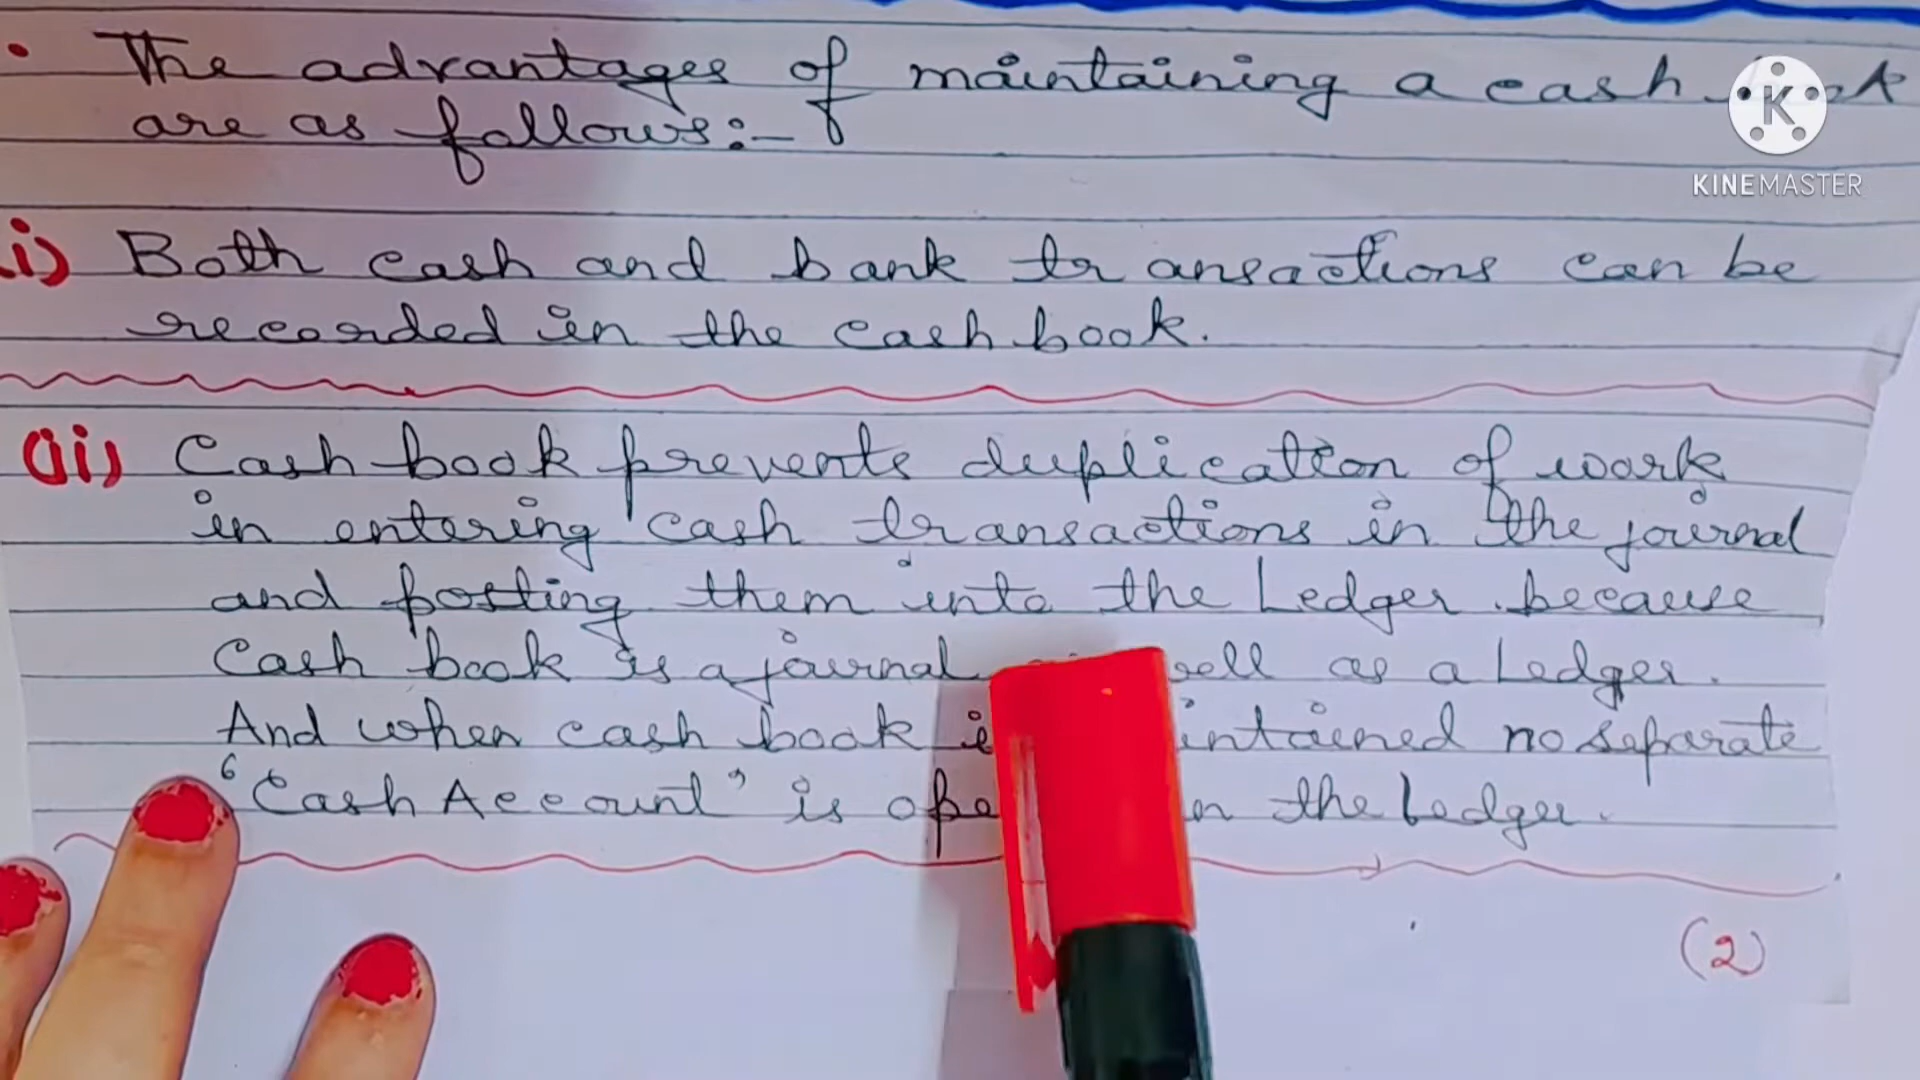 • The advantages of maintaining a cash
are as follows:-
i) Both cash and bank transactions can be
recorded in the cash book.
(ii) Cash book prevents duplication of work
in entering cash transactions in the journal
and posting them into the Ledger. because
Cash book is a journal well as a Ledger.
And when cash book no separate
"Cash Account" is the Ledger.
(2)
K
KINEMASTER